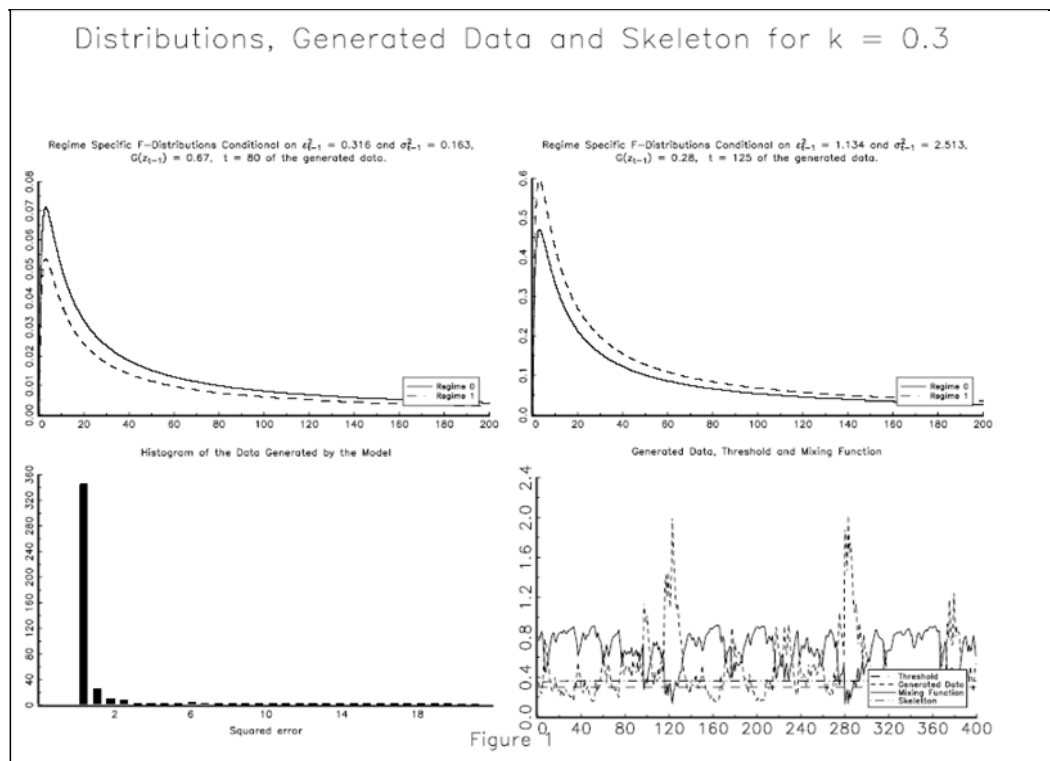 Distributions, Generated Data and Skeleton for k = 0.3
Regime Specific F-Distributions Conditional on ε²ₜ₋₁ = 0.316 and σ²ₜ₋₁ = 0.163,
G(zₜ₋₁) = 0.67, t = 80 of the generated data.
0.08
0.07
0.06
0.05
0.04
0.03
0.02
0.01
0.00
Regime 0
Regime 1
0 20 40 60 80 100 120 140 160 180 200
Regime Specific F-Distributions Conditional on ε²ₜ₋₁ = 1.134 and σ²ₜ₋₁ = 2.513,
G(zₜ₋₁) = 0.28, t = 125 of the generated data.
0.6
0.5
0.4
0.3
0.2
0.1
0.0
Regime 0
Regime 1
0 20 40 60 80 100 120 140 160 180 200
Histogram of the Data Generated by the Model
360
320
280
240
200
160
120
80
40
0
2 6 10 14 18
Squared error
Generated Data, Threshold and Mixing Function
2.4
2.0
1.6
1.2
0.8
0.4
0.0
Threshold
Generated Data
Mixing Function
Skeletton
0 40 80 120 160 200 240 280 320 360 400
Figure 1